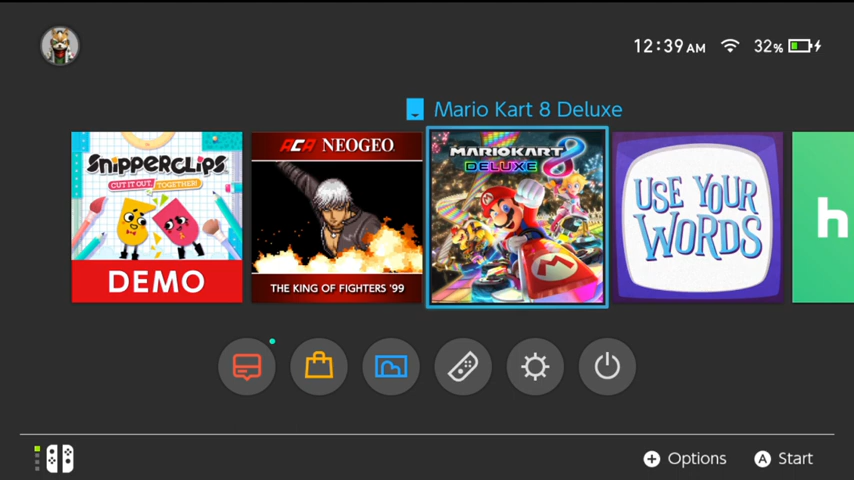 12:39 AM 32%
Mario Kart 8 Deluxe
SNIPPERCLIPS
CUT IT OUT, TOGETHER!
DEMO
ACA NEOGEO
THE KING OF FIGHTERS '99
MARIOKART 8
DELUXE
M
USE YOUR
WORDS
h
Options
A Start